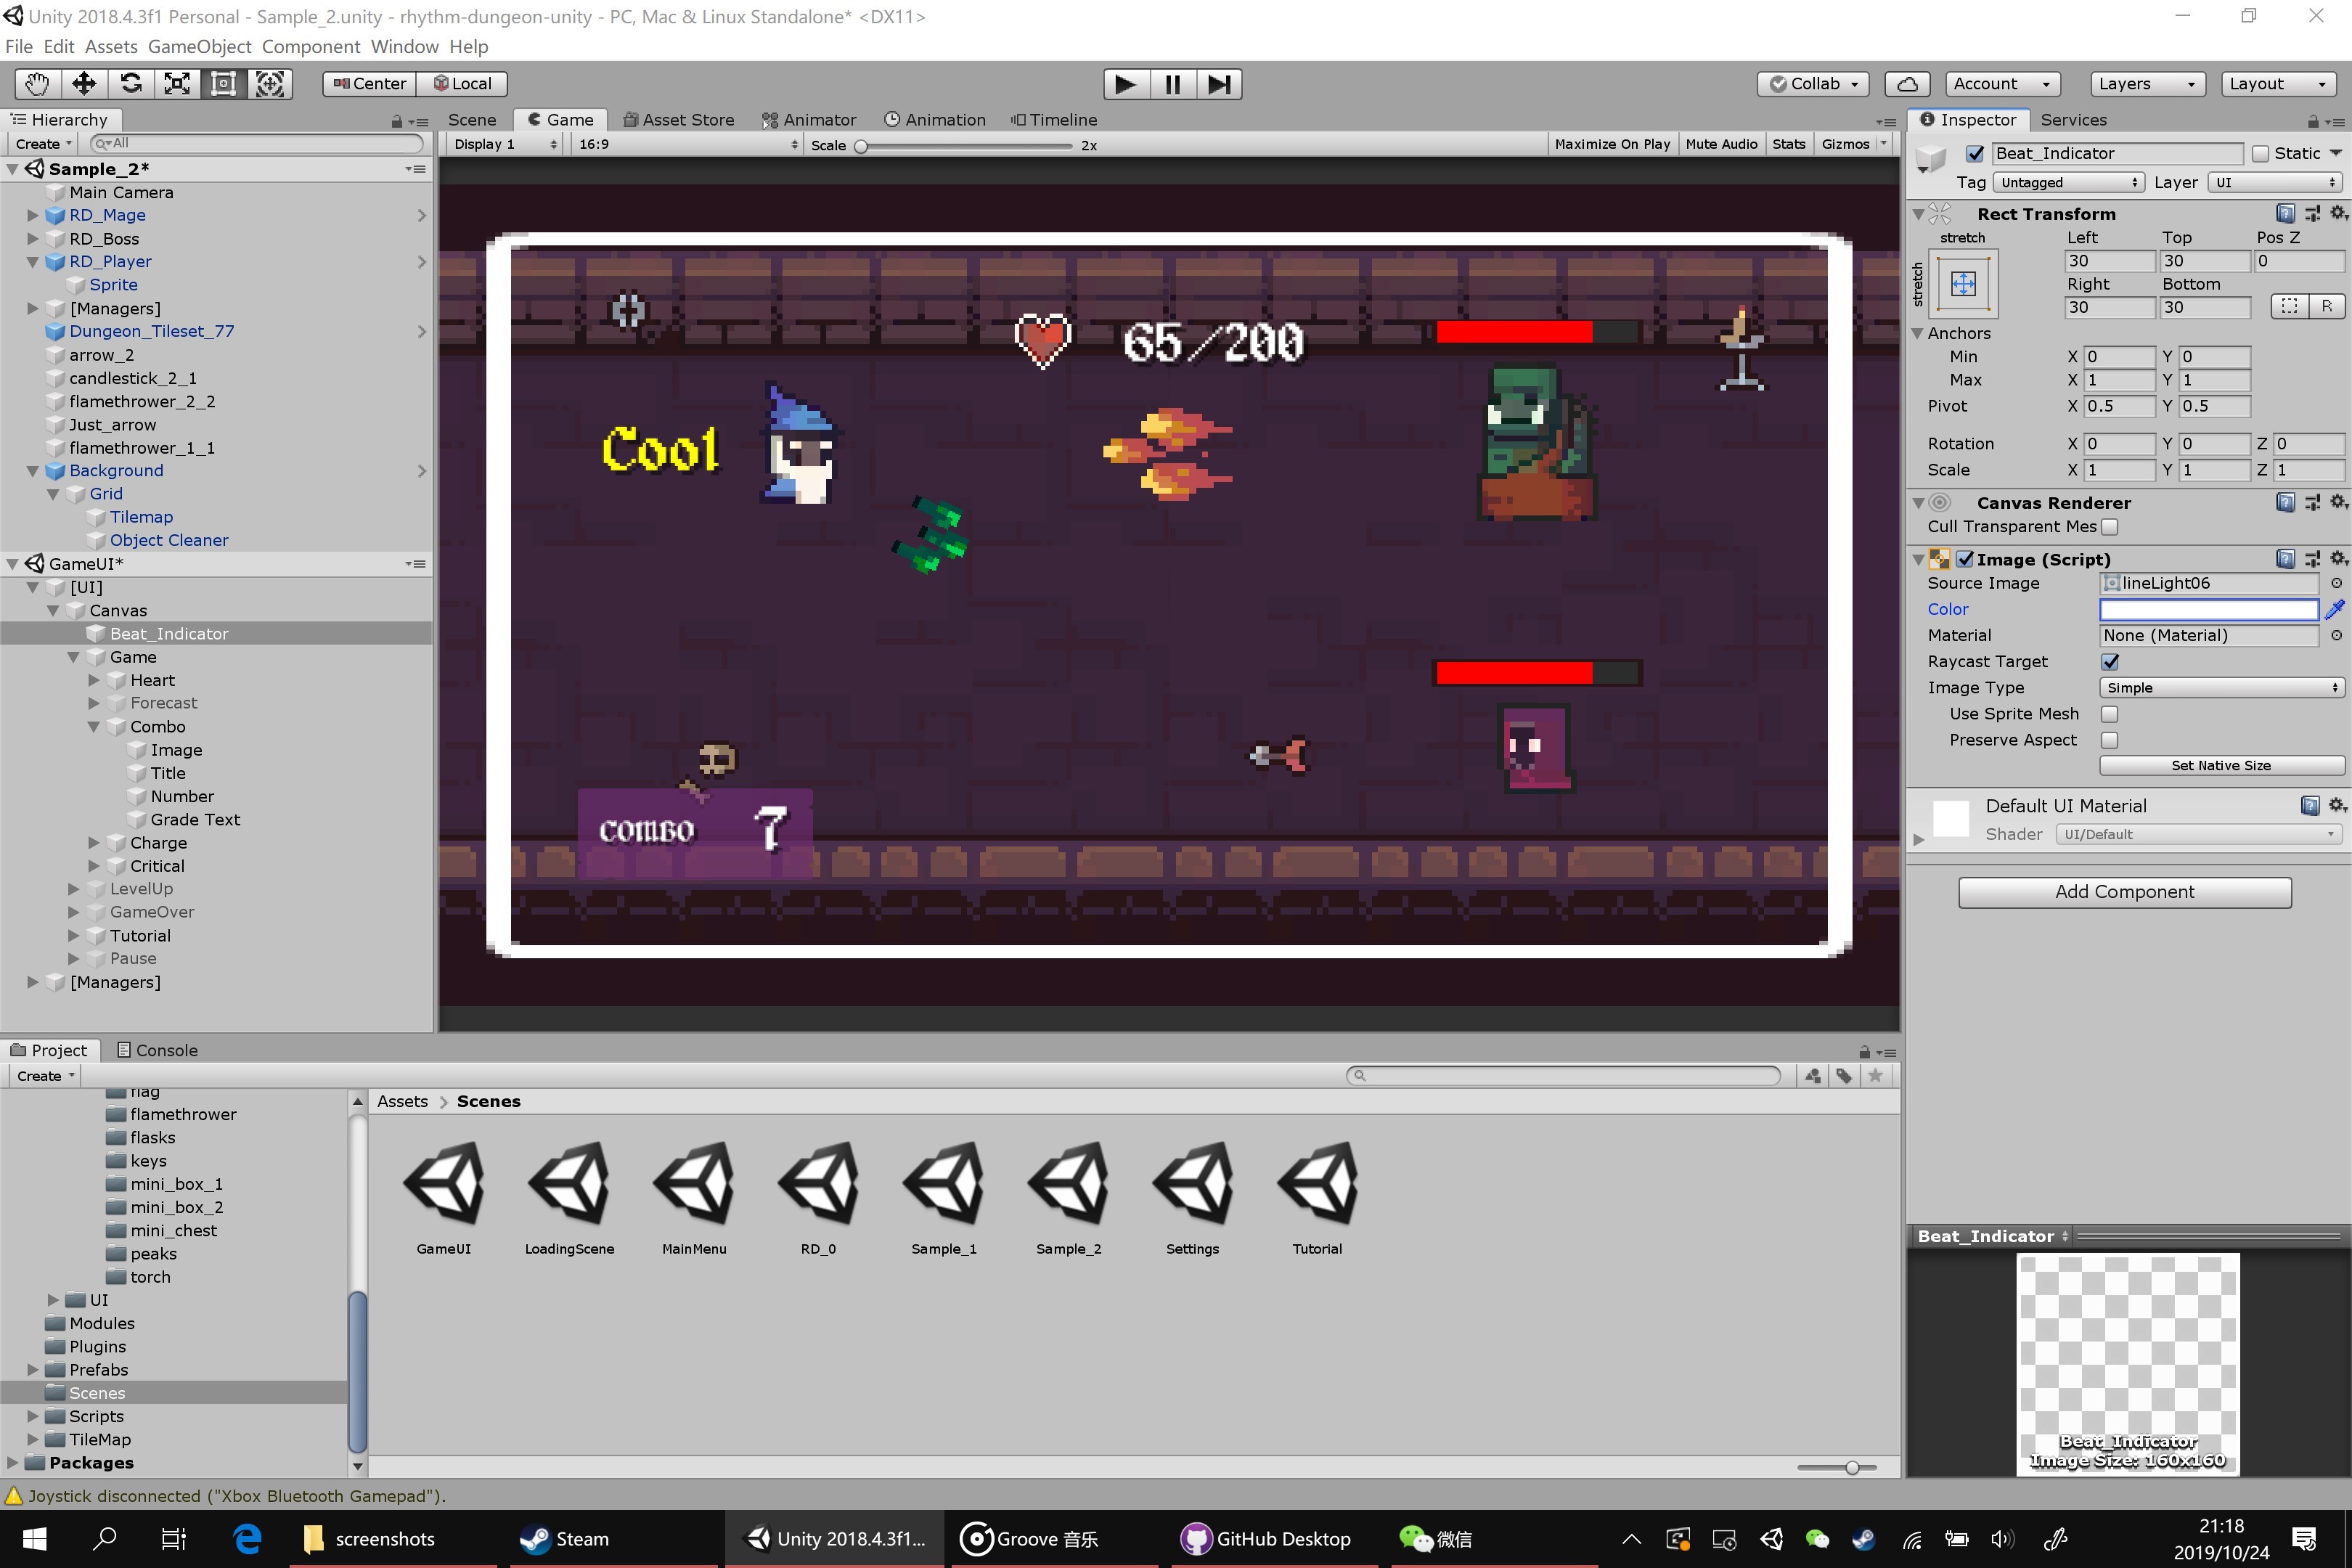 Unity 2018.4.3f1 Personal - Sample_2.unity - rhythm-dungeon-unity - PC, Mac & Linux Standalone* <DX11>
File Edit Assets GameObject Component Window Help
Center Local
Collab Account Layers Layout
Hierarchy
Create All
Sample_2*
Main Camera
RD_Mage
RD_Boss
RD_Player
Sprite
[Managers]
Dungeon_Tileset_77
arrow_2
candlestick_2_1
flamethrower_2_2
Just_arrow
flamethrower_1_1
Background
Grid
Tilemap
Object Cleaner
GameUI*
[UI]
Canvas
Beat_Indicator
Game
Heart
Forecast
Combo
Image
Title
Number
Grade Text
Charge
Critical
LevelUp
GameOver
Tutorial
Pause
[Managers]
Scene Game Asset Store Animator Animation Timeline
Display 1 16:9 Scale 2x Maximize On Play Mute Audio Stats Gizmos
65/200
Cool
combo 7
Inspector Services
Beat_Indicator Static
Tag Untagged Layer UI
Rect Transform
stretch
stretch
Left Top Pos Z
30 30 0
Right Bottom
30 30 R
Anchors
Min X 0 Y 0
Max X 1 Y 1
Pivot X 0.5 Y 0.5
Rotation X 0 Y 0 Z 0
Scale X 1 Y 1 Z 1
Canvas Renderer
Cull Transparent Mes
Image (Script)
Source Image lineLight06
Color
Material None (Material)
Raycast Target
Image Type Simple
Use Sprite Mesh
Preserve Aspect
Set Native Size
Default UI Material
Shader UI/Default
Add Component
Beat_Indicator
Beat_Indicator
Image Size: 160x160
Project Console
Create
flag
flamethrower
flasks
keys
mini_box_1
mini_box_2
mini_chest
peaks
torch
UI
Modules
Plugins
Prefabs
Scenes
Scripts
TileMap
Packages
Assets Scenes
GameUI LoadingScene MainMenu RD_0 Sample_1 Sample_2 Settings Tutorial
Joystick disconnected ("Xbox Bluetooth Gamepad").
screenshots Steam Unity 2018.4.3f1... Groove 音乐 GitHub Desktop 微信
21:18
2019/10/24